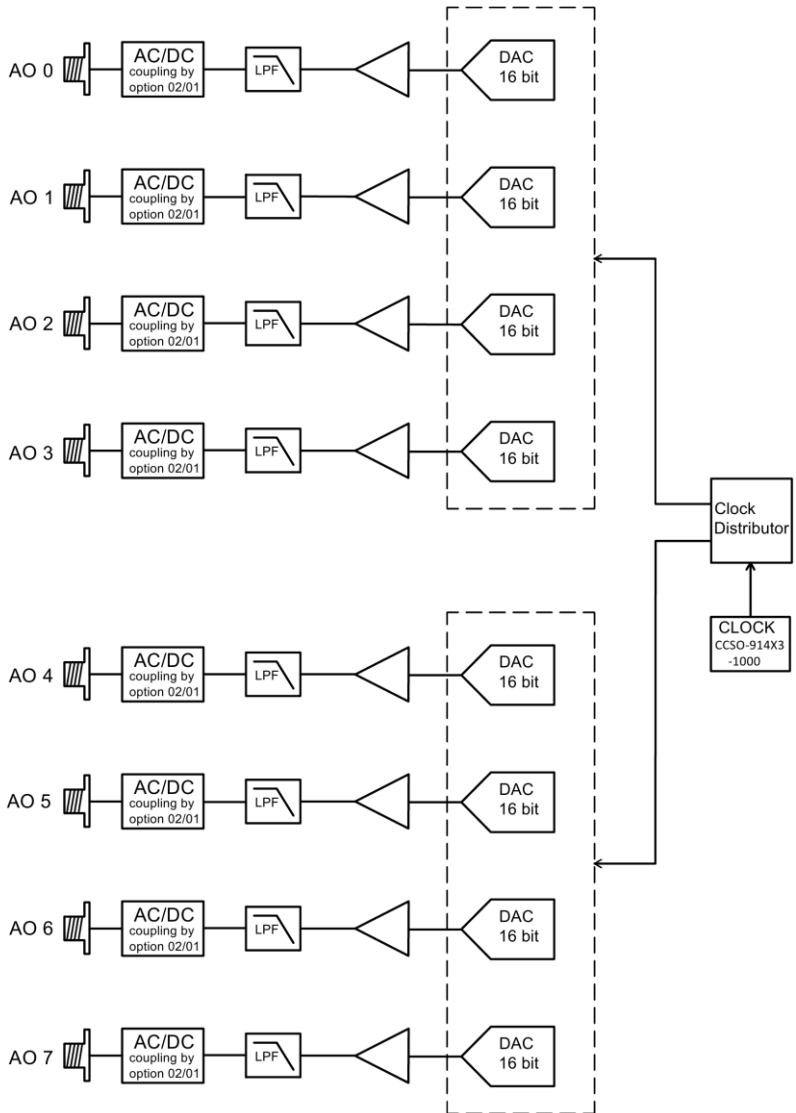 AO 0
AC/DC
coupling by
option 02/01
LPF
DAC
16 bit
AO 1
AC/DC
coupling by
option 02/01
LPF
DAC
16 bit
AO 2
AC/DC
coupling by
option 02/01
LPF
DAC
16 bit
AO 3
AC/DC
coupling by
option 02/01
LPF
DAC
16 bit
Clock
Distributor
CLOCK
CCSO-914X3
-1000
AO 4
AC/DC
coupling by
option 02/01
LPF
DAC
16 bit
AO 5
AC/DC
coupling by
option 02/01
LPF
DAC
16 bit
AO 6
AC/DC
coupling by
option 02/01
LPF
DAC
16 bit
AO 7
AC/DC
coupling by
option 02/01
LPF
DAC
16 bit